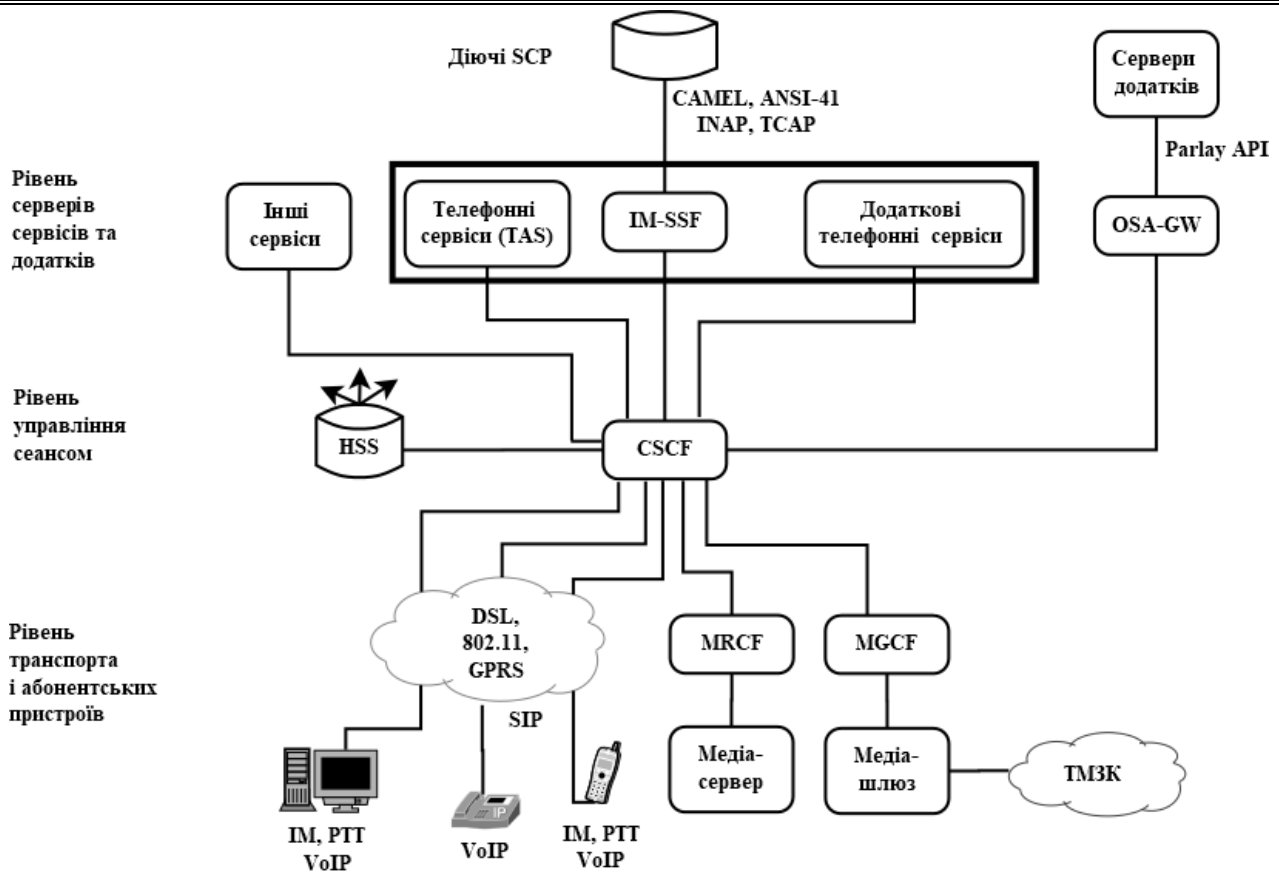 Діючі SCP
Сервери
додатків
CAMEL, ANSI-41
INAP, TCAP
Parlay API
Рівень
серверів
сервісів та
додатків
Інші
сервіси
Телефонні
сервіси (TAS)
IM-SSF
Додаткові
телефонні сервіси
OSA-GW
Рівень
управління
сеансом
HSS
CSCF
Рівень
транспорта
і абонентських
пристроїв
DSL,
802.11,
GPRS
MRCF
MGCF
SIP
Медіа-
сервер
Медіа-
шлюз
ТМЗК
IP
IM, PTT
VoIP
VoIP
IM, PTT
VoIP